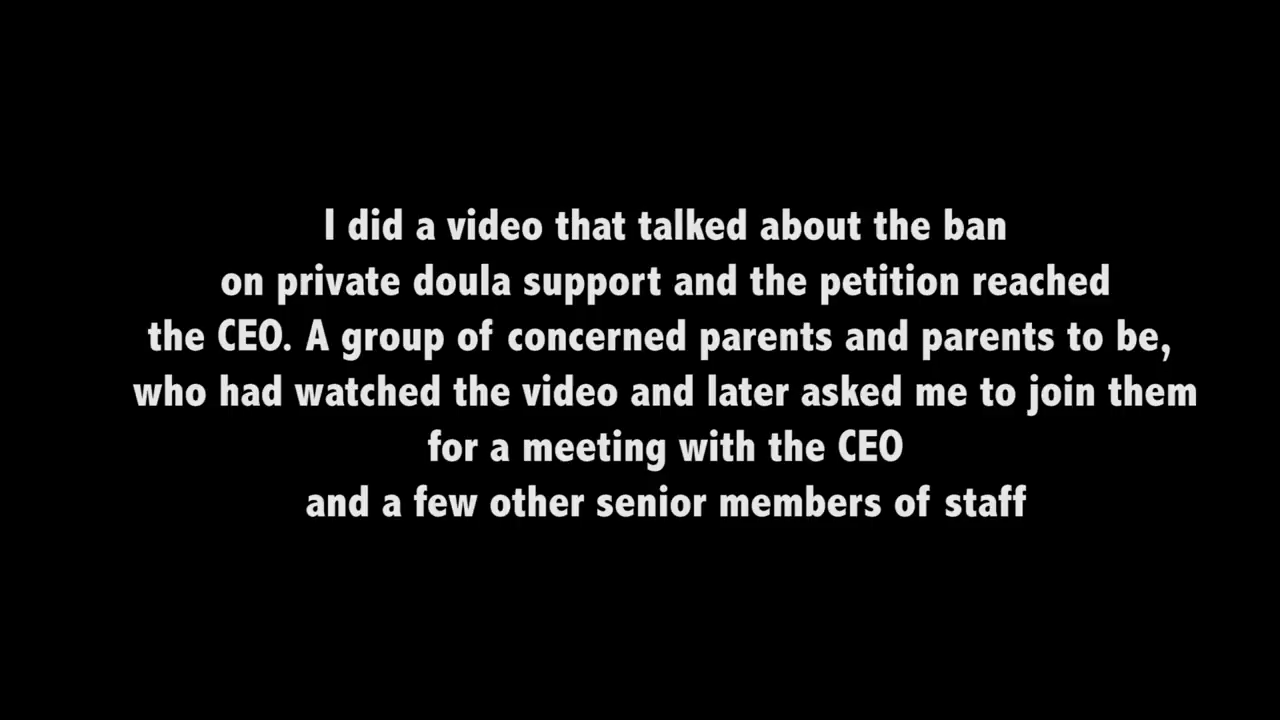 I did a video that talked about the ban
on private doula support and the petition reached
the CEO. A group of concerned parents and parents to be,
who had watched the video and later asked me to join them
for a meeting with the CEO
and a few other senior members of staff